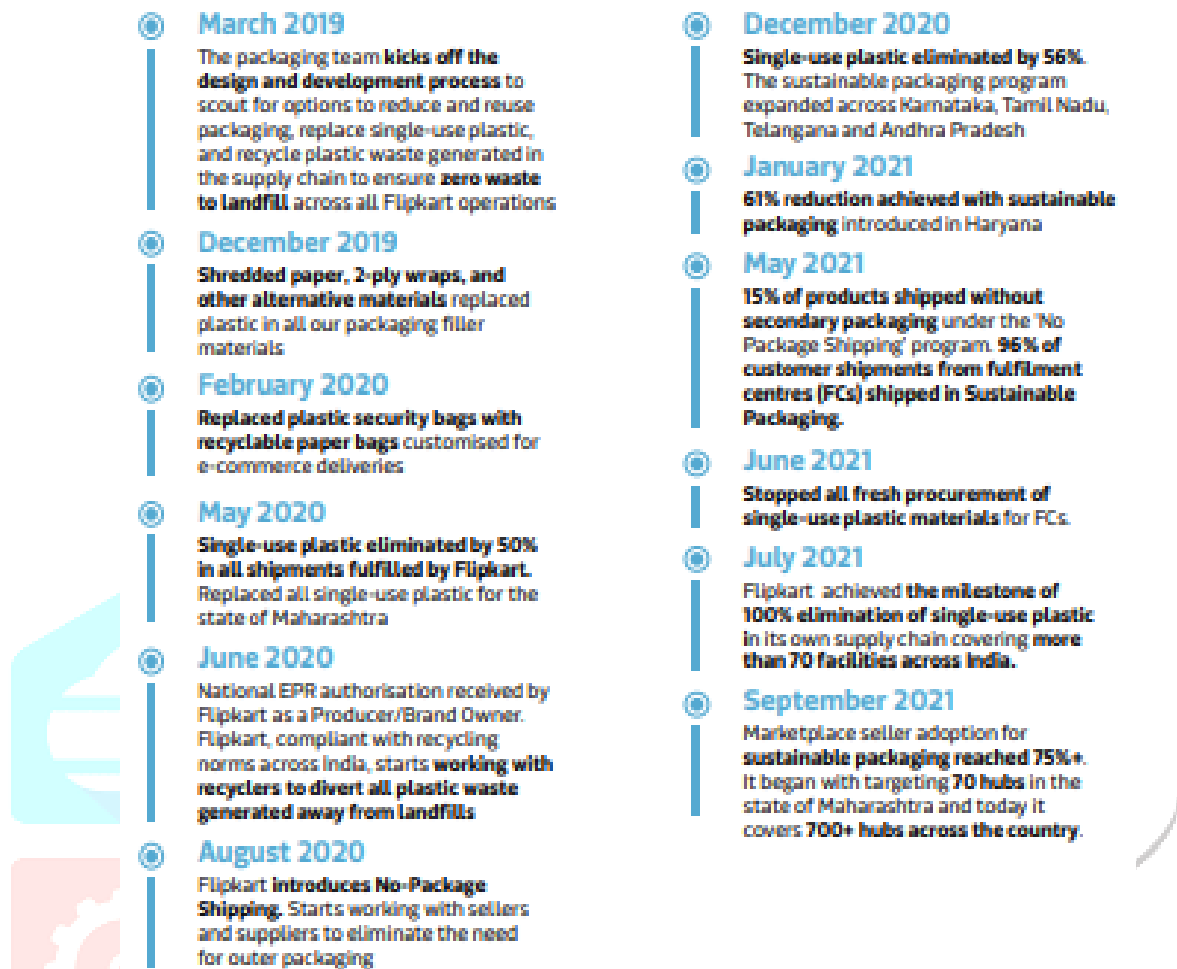 March 2019
The packaging team kicks off the
design and development process to
scout for options to reduce and reuse
packaging, replace single-use plastic,
and recycle plastic waste generated in
the supply chain to ensure zero waste
to landfill across all Flipkart operations
December 2019
Shredded paper, 2-ply wraps, and
other alternative materials replaced
plastic in all our packaging filler
materials
February 2020
Replaced plastic security bags with
recyclable paper bags customised for
e-commerce deliveries
May 2020
Single-use plastic eliminated by 50%
in all shipments fulfilled by Flipkart.
Replaced all single-use plastic for the
state of Maharashtra
June 2020
National EPR authorisation received by
Flipkart as a Producer/Brand Owner.
Flipkart, compliant with recycling
norms across India, starts working with
recyclers to divert all plastic waste
generated away from landfills
August 2020
Flipkart introduces No-Package
Shipping. Starts working with sellers
and suppliers to eliminate the need
for outer packaging
December 2020
Single-use plastic eliminated by 56%.
The sustainable packaging program
expanded across Karnataka, Tamil Nadu,
Telangana and Andhra Pradesh
January 2021
61% reduction achieved with sustainable
packaging introduced in Haryana
May 2021
15% of products shipped without
secondary packaging under the 'No
Package Shipping' program. 96% of
customer shipments from fulfilment
centres (FCs) shipped in Sustainable
Packaging.
June 2021
Stopped all fresh procurement of
single-use plastic materials for FCs.
July 2021
Flipkart achieved the milestone of
100% elimination of single-use plastic
in its own supply chain covering more
than 70 facilities across India.
September 2021
Marketplace seller adoption for
sustainable packaging reached 75%+.
It began with targeting 70 hubs in the
state of Maharashtra and today it
covers 700+ hubs across the country.